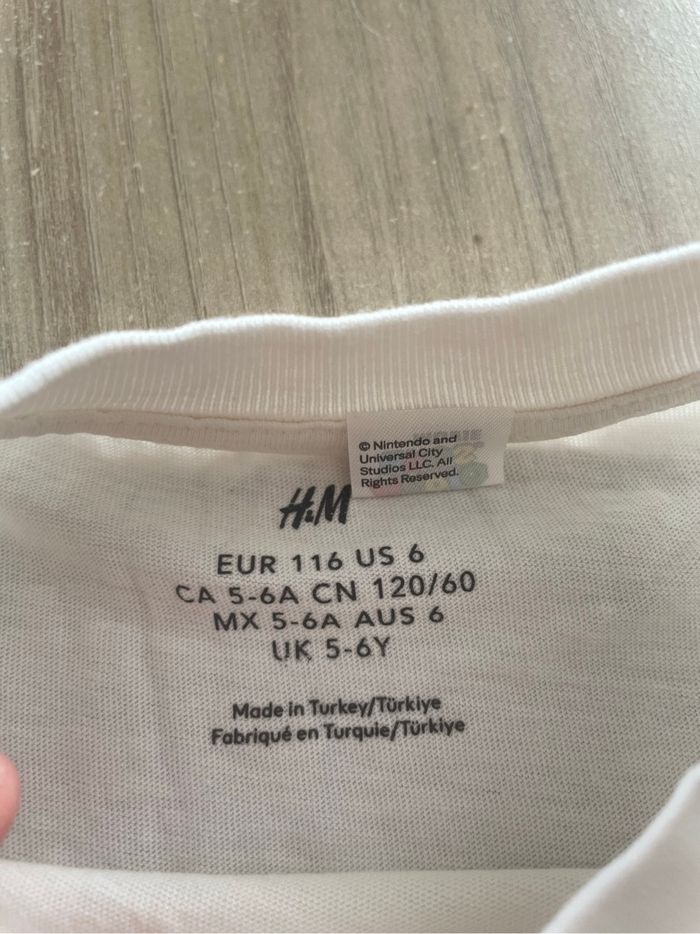 © Nintendo and
Universal City
Studios LLC. All
Rights Reserved.
H&M
EUR 116 US 6
CA 5-6A CN 120/60
MX 5-6A AUS 6
UK 5-6Y
Made in Turkey/Türkiye
Fabriqué en Turquie/Türkiye